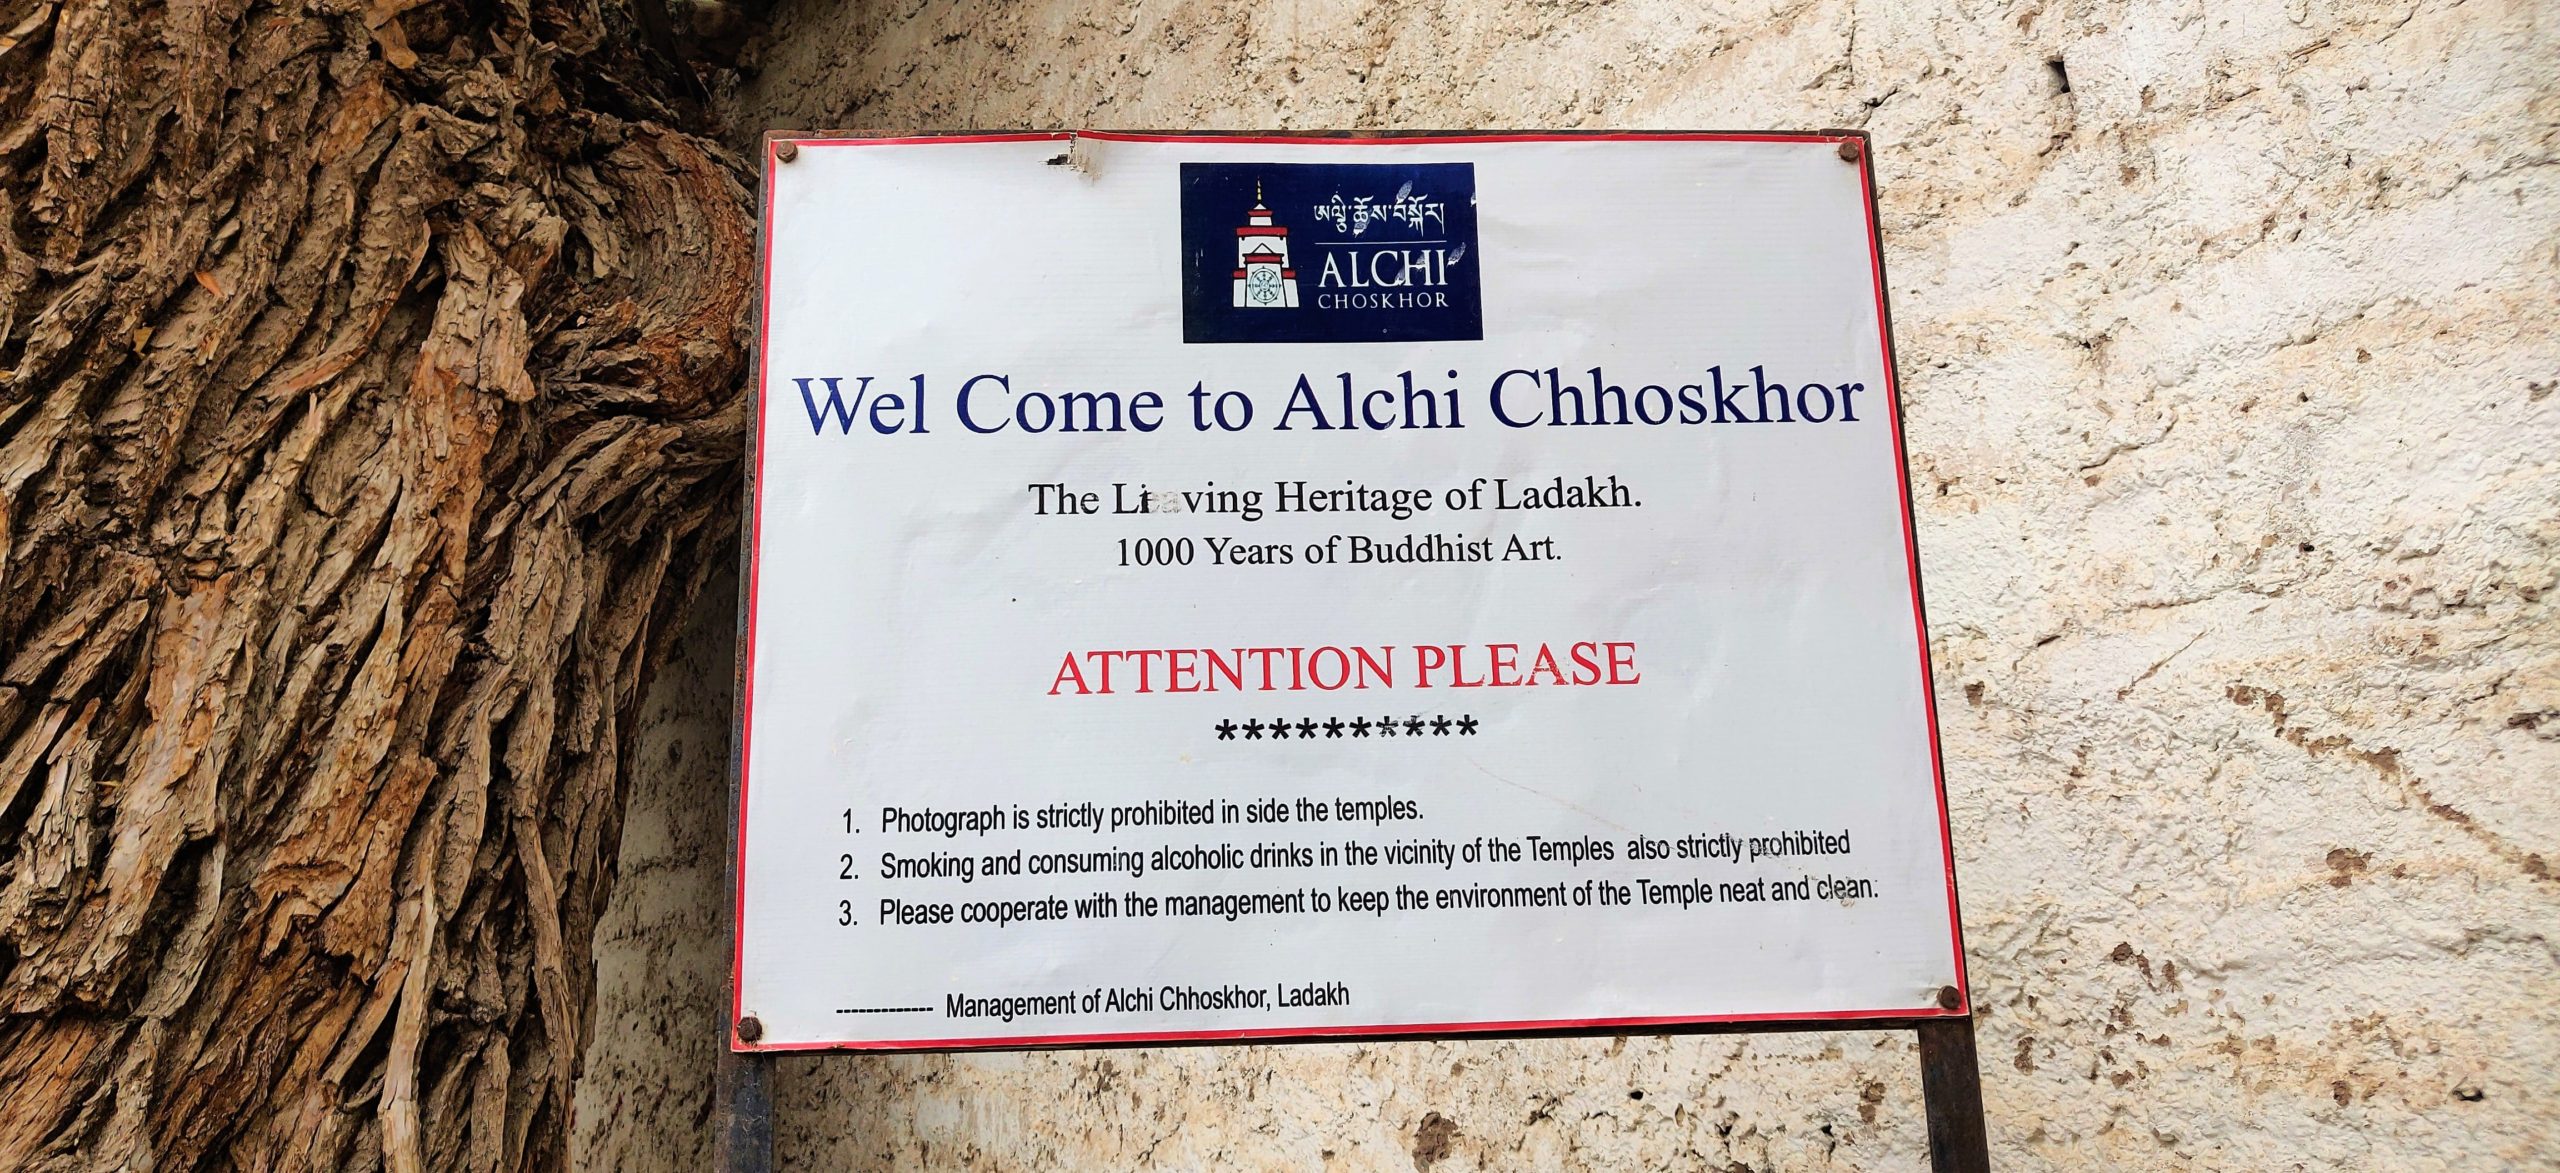 ཨལྕི་ཆོས་འཁོར།
ALCHI
CHOSKHOR
Wel Come to Alchi Chhoskhor
The Living Heritage of Ladakh.
1000 Years of Buddhist Art.
ATTENTION PLEASE
**********
1. Photograph is strictly prohibited in side the temples.
2. Smoking and consuming alcoholic drinks in the vicinity of the Temples also strictly prohibited
3. Please cooperate with the management to keep the environment of the Temple neat and clean.
------------- Management of Alchi Chhoskhor, Ladakh